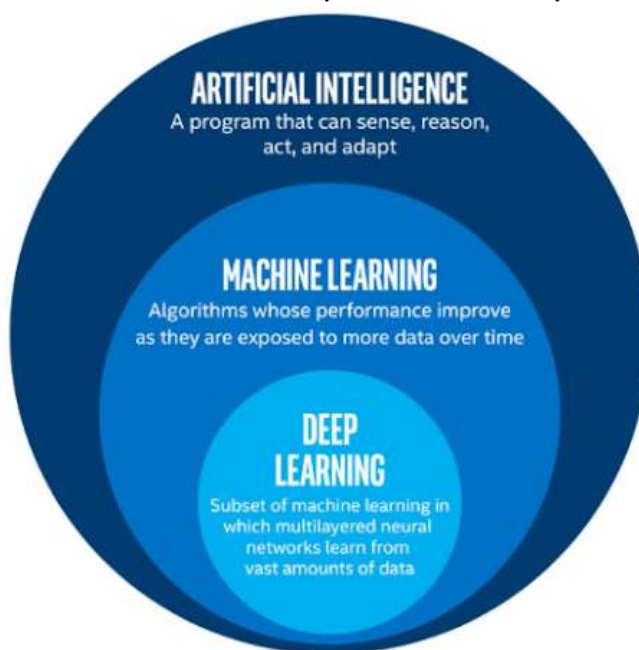 ARTIFICIAL INTELLIGENCE
A program that can sense, reason,
act, and adapt
MACHINE LEARNING
Algorithms whose performance improve
as they are exposed to more data over time
DEEP
LEARNING
Subset of machine learning in
which multilayered neural
networks learn from
vast amounts of data